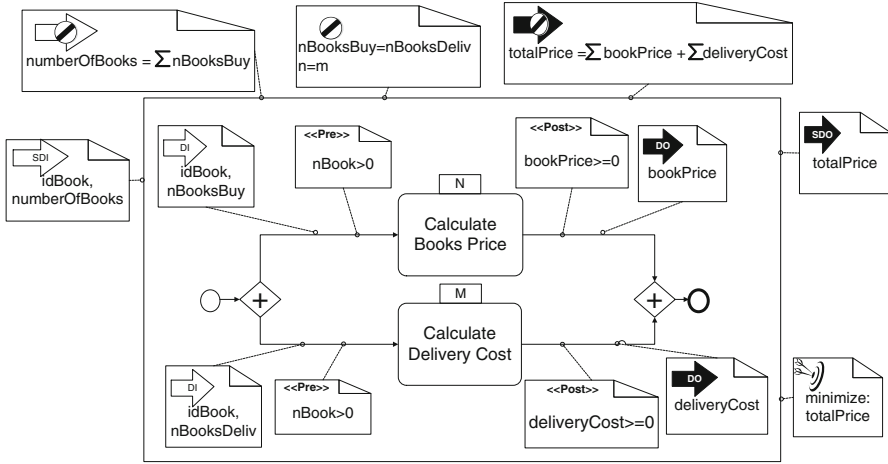 numberOfBooks = ∑ nBooksBuy
nBooksBuy=nBooksDeliv
n=m
totalPrice =∑ bookPrice + ∑deliveryCost
SDI
idBook,
numberOfBooks
DI
idBook,
nBooksBuy
<<Pre>>
nBook>0
<<Post>>
bookPrice>=0
DO
bookPrice
SDO
totalPrice
N
Calculate
Books Price
M
Calculate
Delivery Cost
DI
idBook,
nBooksDeliv
<<Pre>>
nBook>0
<<Post>>
deliveryCost>=0
DO
deliveryCost
minimize:
totalPrice